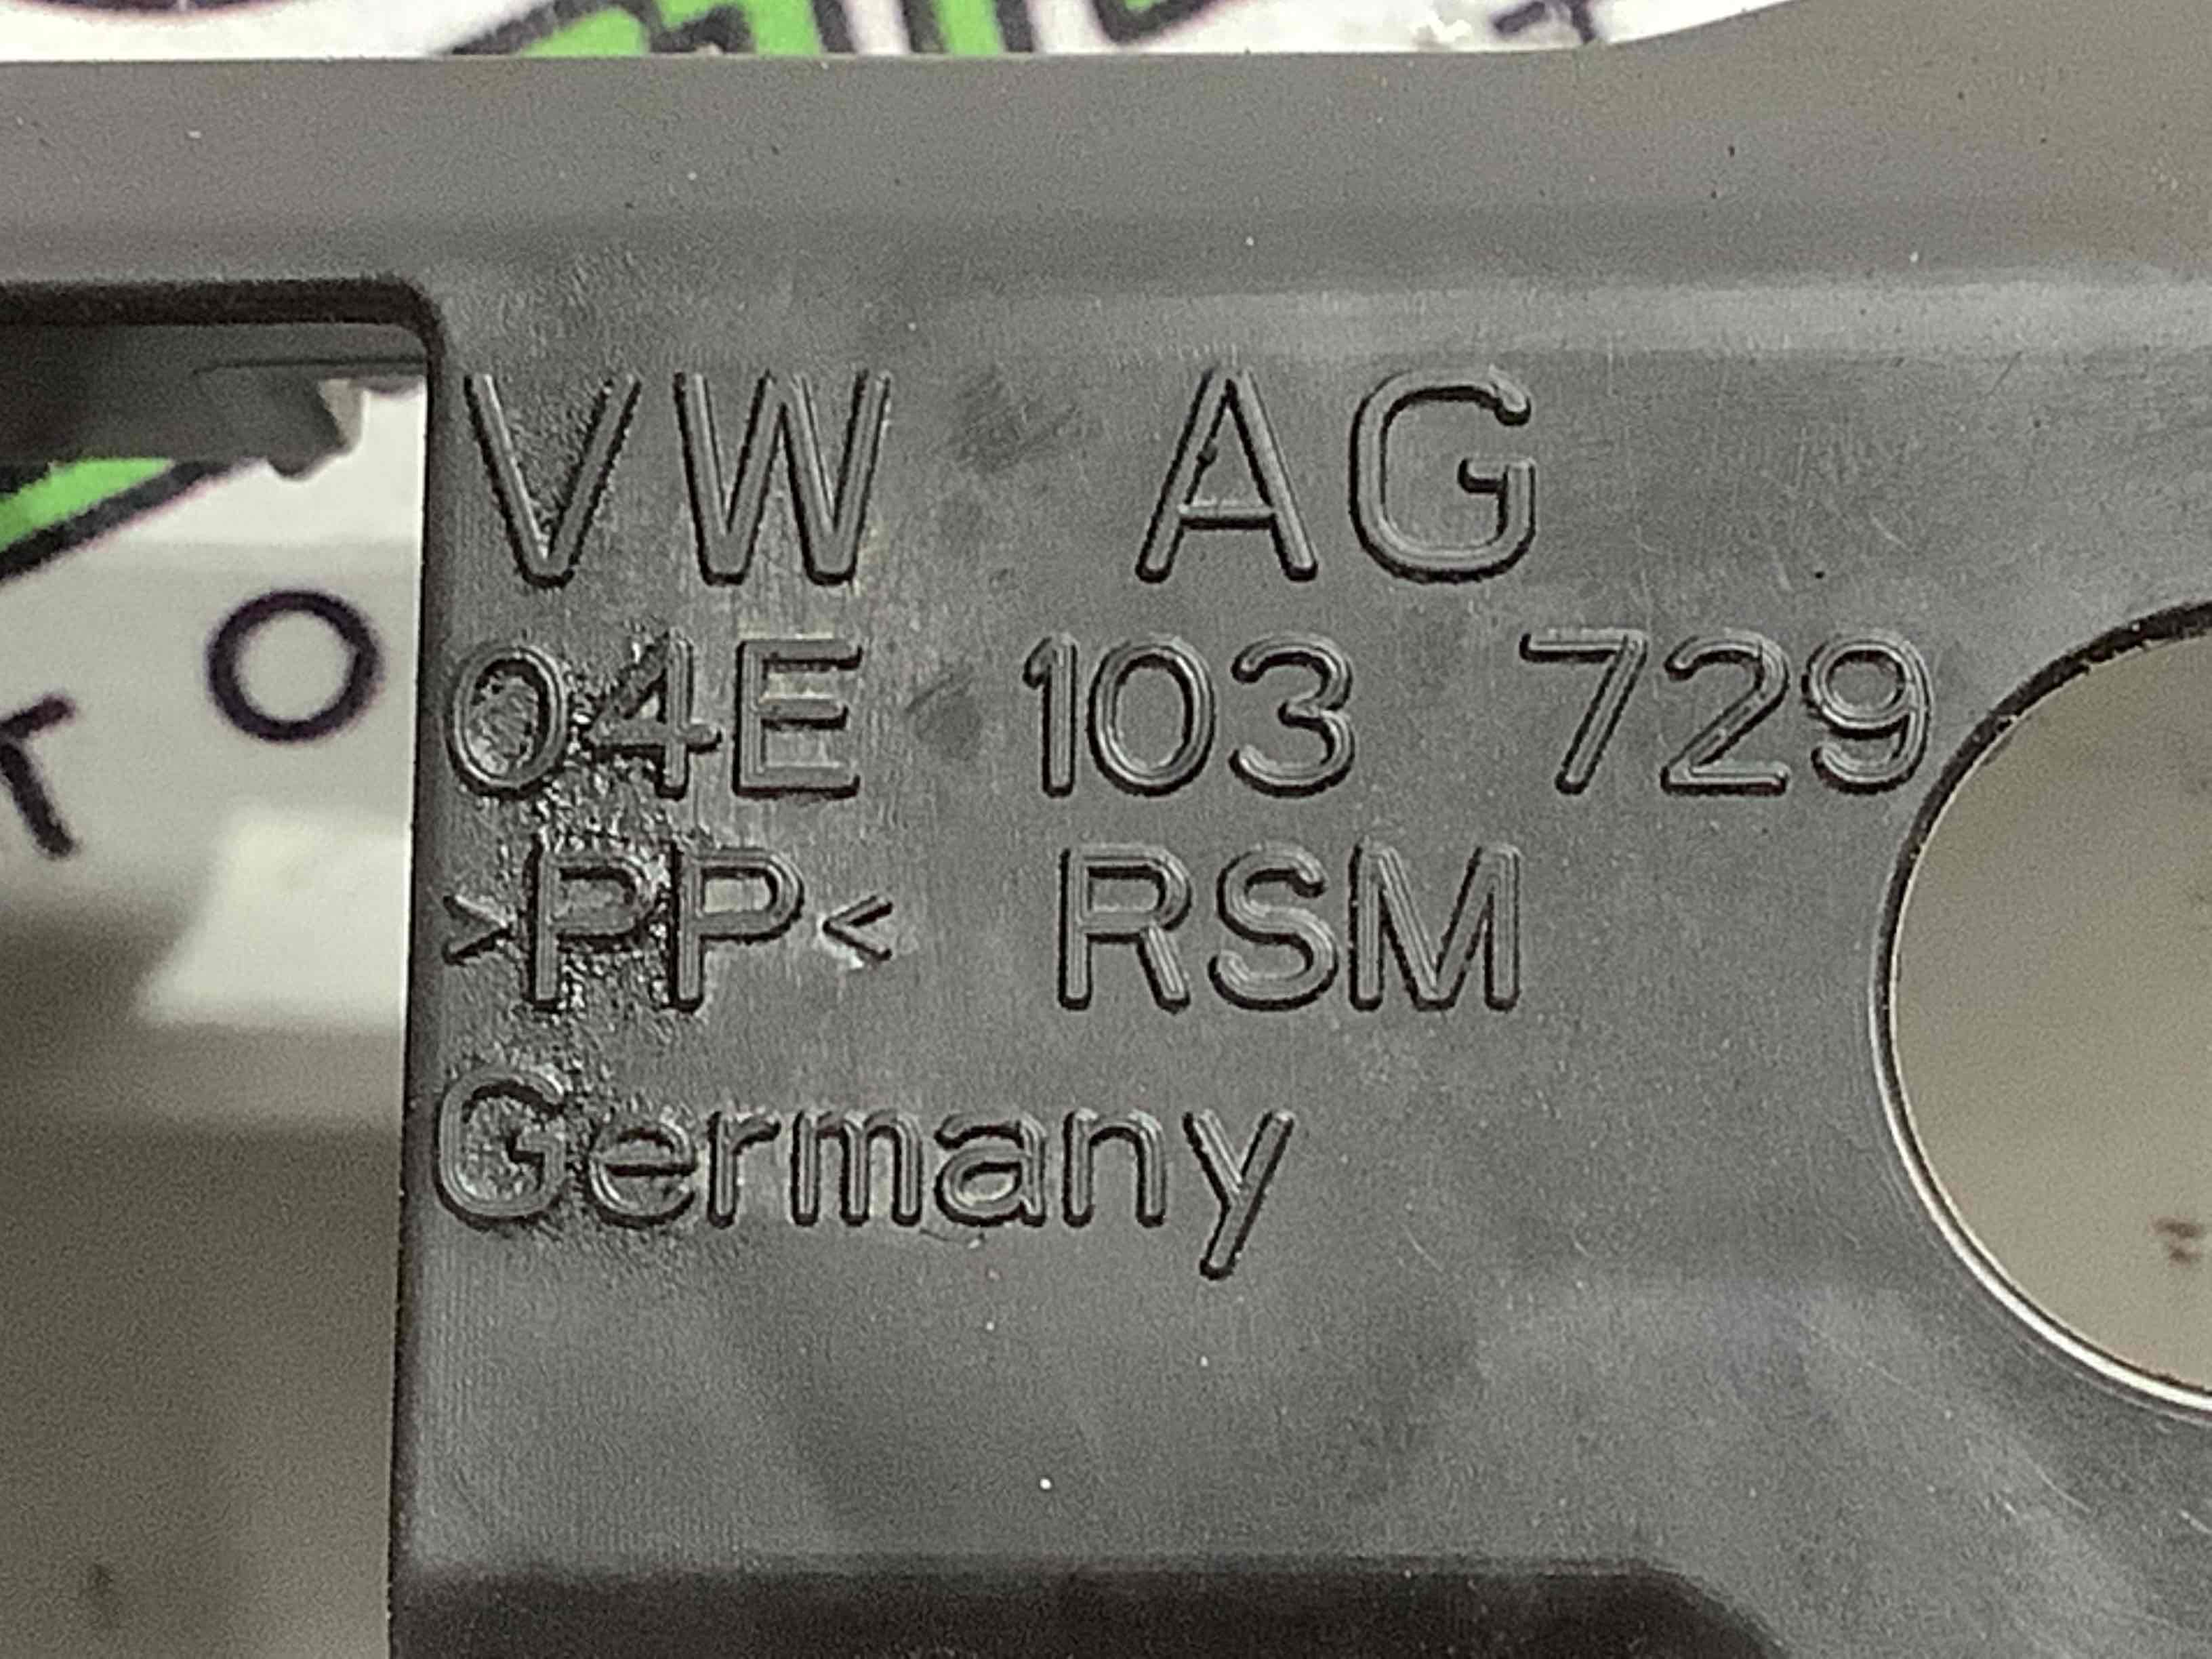 VW AG
04E 103 729
>PP< RSM
Germany